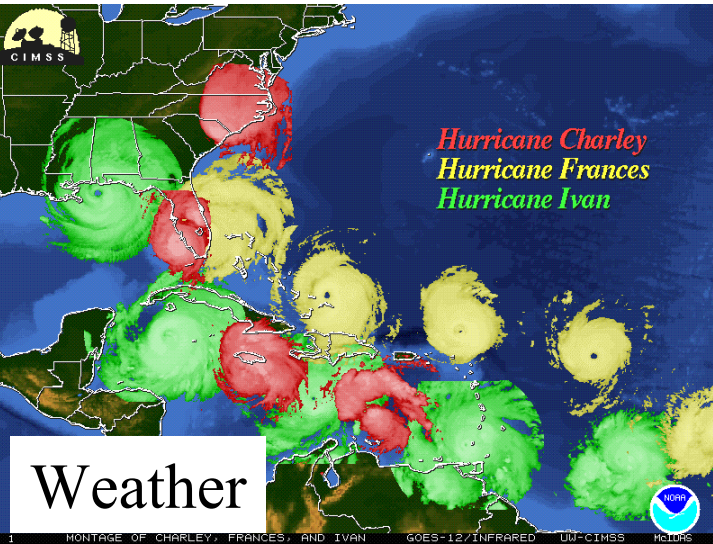 CIMSS
Hurricane Charley
Hurricane Frances
Hurricane Ivan
Weather
NOAA
1 MONTAGE OF CHARLEY, FRANCES, AND IVAN GOES-12/INFRARED UW-CIMSS McIDAS